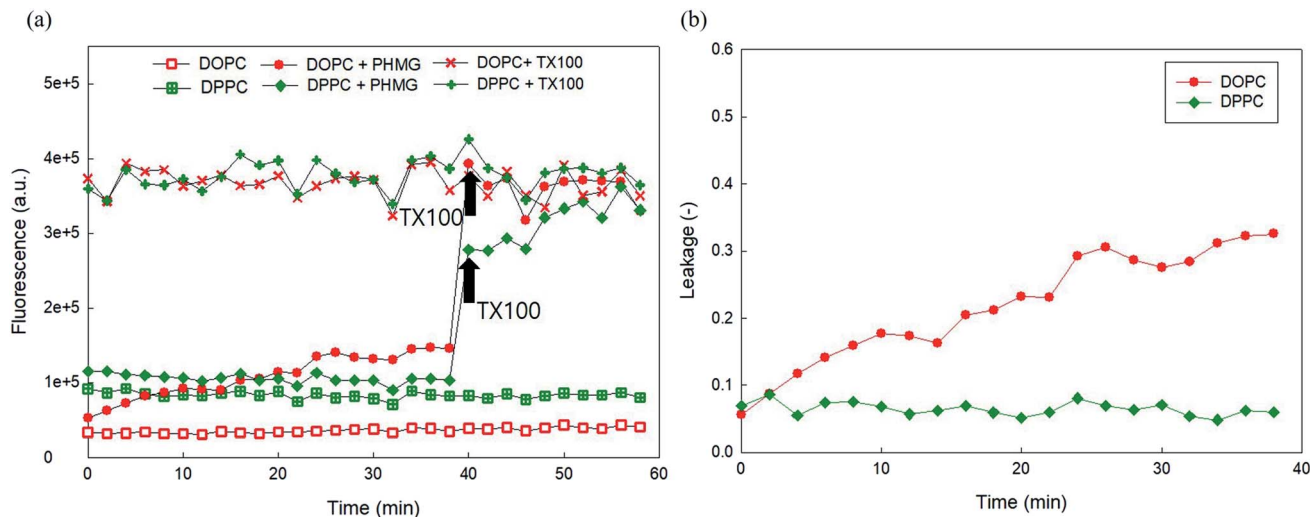 (a)
DOPC
DOPC + PHMG
DOPC+ TX100
DPPC
DPPC + PHMG
DPPC + TX100
5e+5
4e+5
3e+5
2e+5
1e+5
0
Fluorescence (a.u.)
TX100
TX100
0 10 20 30 40 50 60
Time (min)
(b)
0.6
0.5
0.4
0.3
0.2
0.1
0.0
Leakage (-)
DOPC
DPPC
0 10 20 30 40
Time (min)